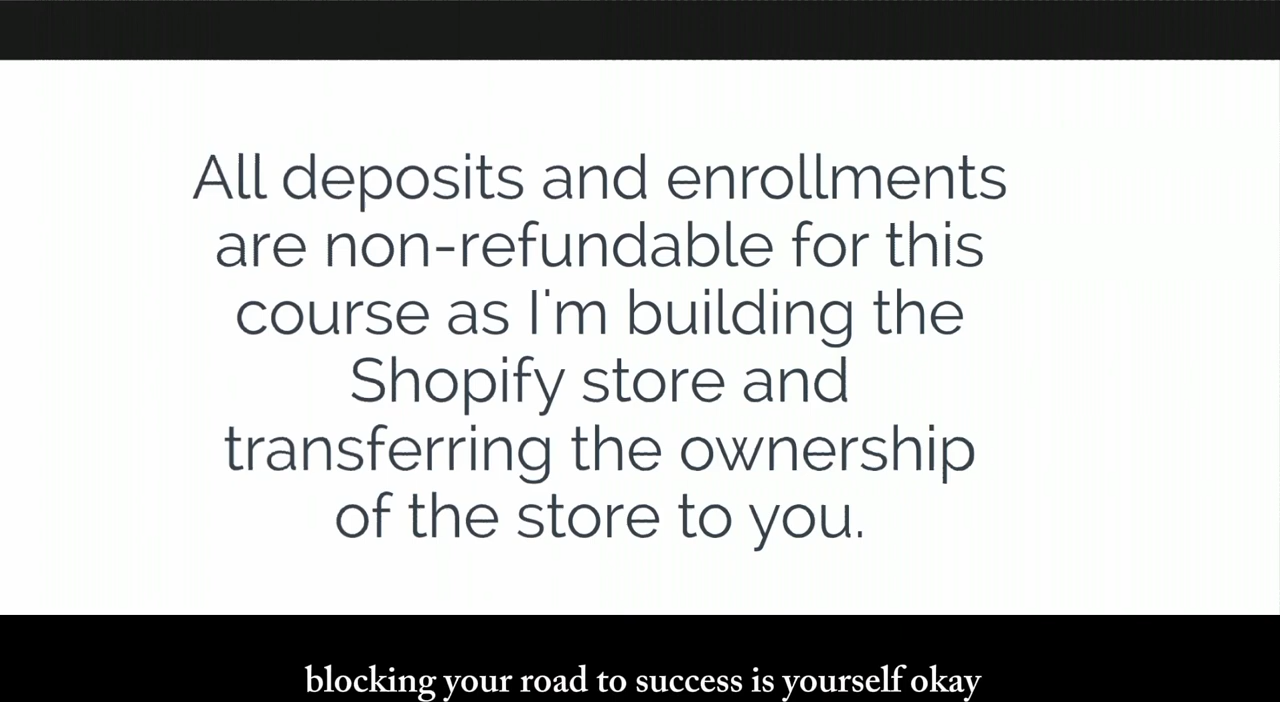 All deposits and enrollments
are non-refundable for this
course as I'm building the
Shopify store and
transferring the ownership
of the store to you.
blocking your road to success is yourself okay